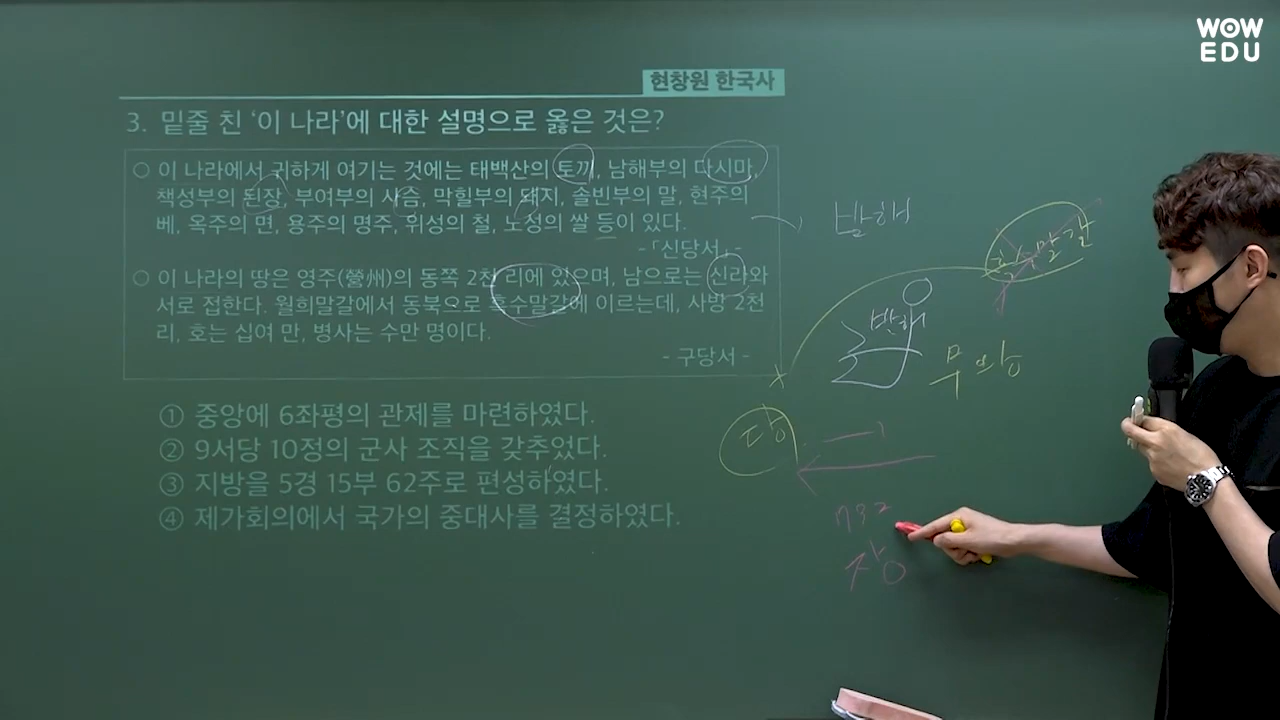 WOW
EDU
현창원 한국사
3. 밑줄 친 ‘이 나라’에 대한 설명으로 옳은 것은?
○ 이 나라에서 귀하게 여기는 것에는 태백산의 토끼, 남해부의 다시마,
책성부의 된장, 부여부의 사슴, 막힐부의 돼지, 솔빈부의 말, 현주의
베, 옥주의 면, 용주의 명주, 위성의 철, 노성의 쌀 등이 있다.
-「신당서」-
○ 이 나라의 땅은 영주(營州)의 동쪽 2천 리에 있으며, 남으로는 신라와
서로 접한다. 월희말갈에서 동북으로 흑수말갈에 이르는데, 사방 2천
리, 호는 십여 만, 병사는 수만 명이다.
- 구당서 -
① 중앙에 6좌평의 관제를 마련하였다.
② 9서당 10정의 군사 조직을 갖추었다.
③ 지방을 5경 15부 62주로 편성하였다.
④ 제가회의에서 국가의 중대사를 결정하였다.
발해
흑수말갈
발해
무왕
당
732
장